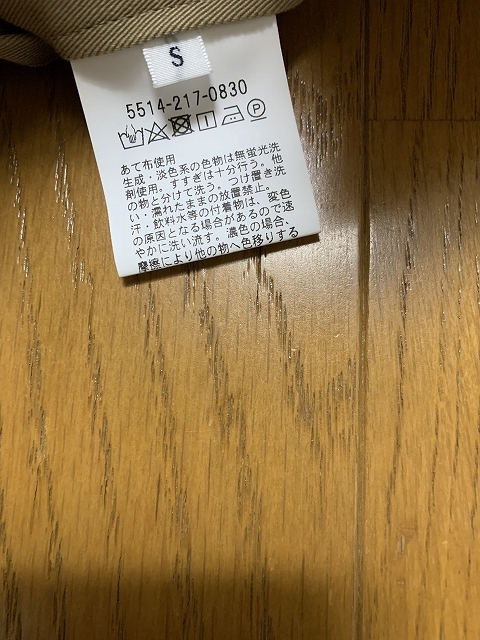 S
5514-217-0830
P
あて布使用
生成・淡色系の色物は無蛍光洗
剤使用。すすぎは十分行う。他
の物と分けて洗う。つけ置き洗
い・濡れたままの放置禁止。
汗・飲料水等の付着物は、変色
の原因となる場合があるので速
やかに洗い流す。濃色の場合、
摩擦により他の物へ色移りする